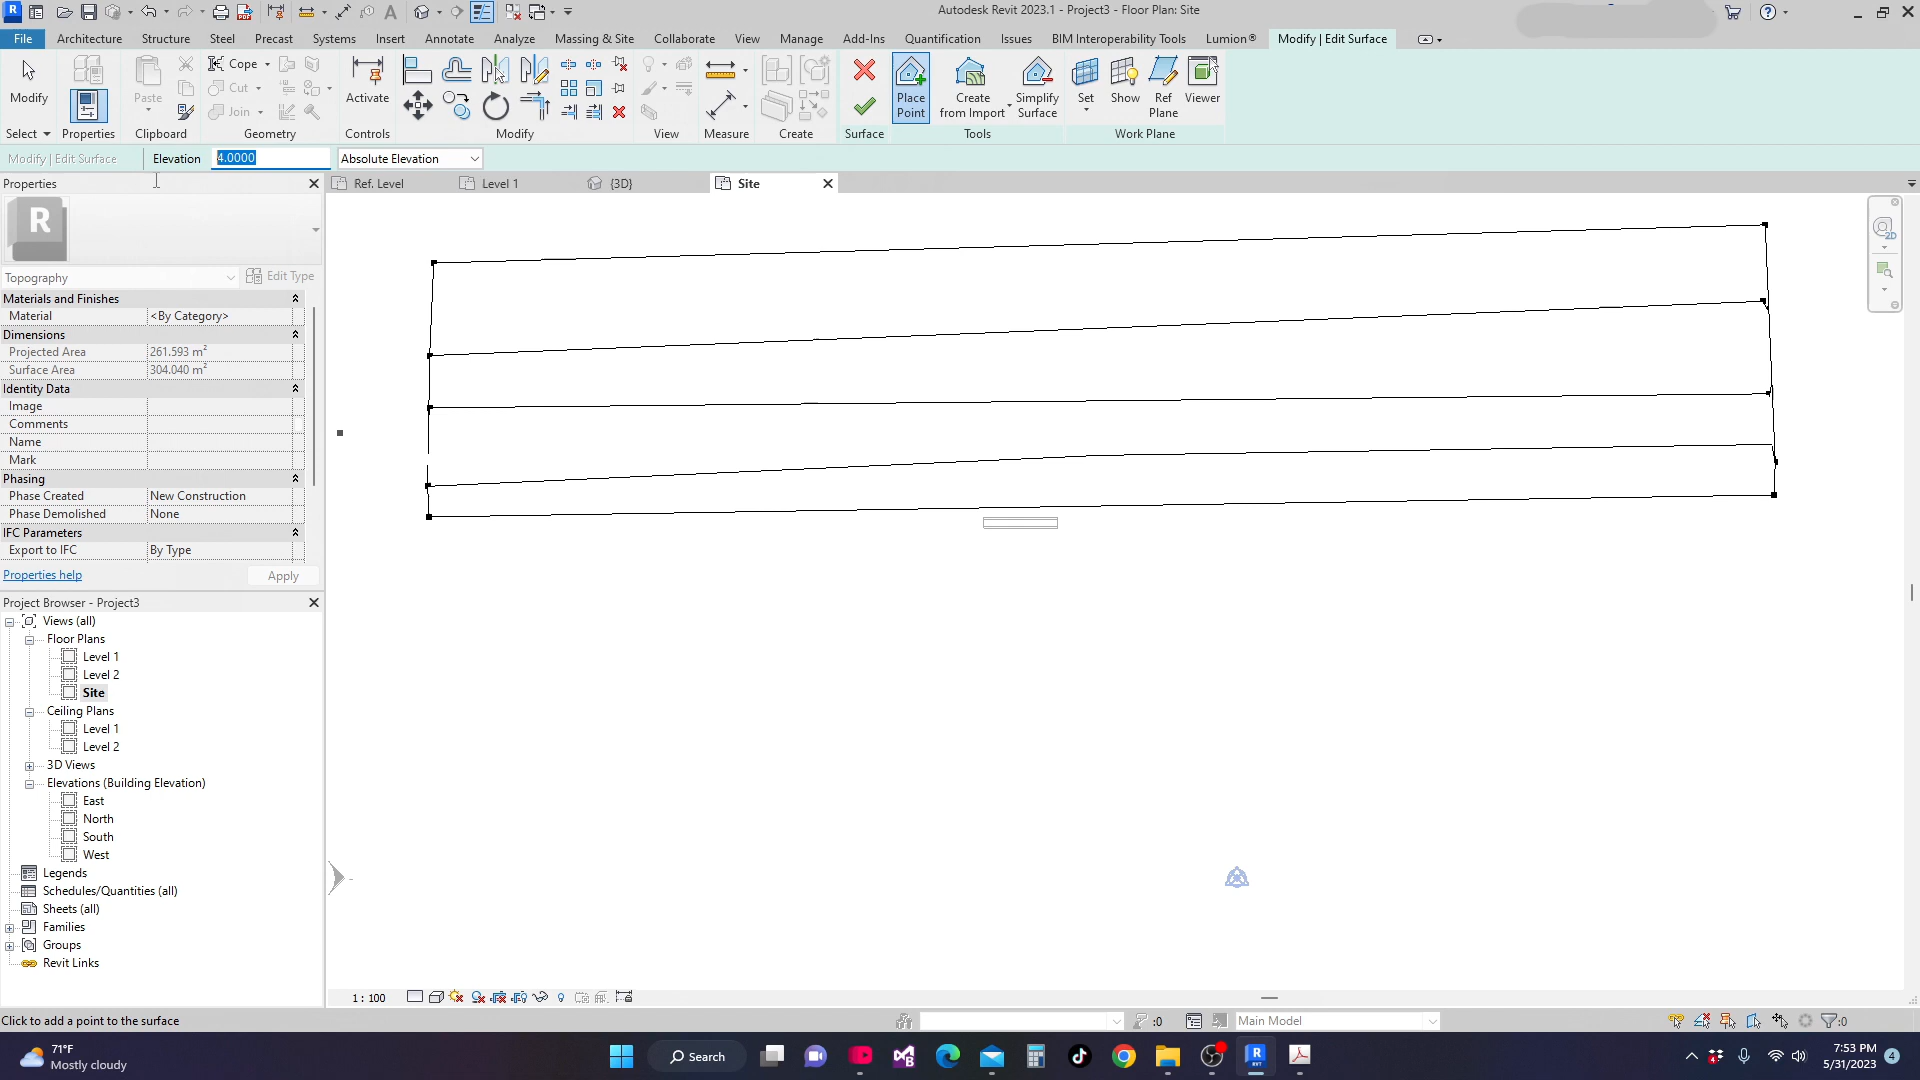 Autodesk Revit 2023.1 - Project3 - Floor Plan: Site
File Architecture Structure Steel Precast Systems Insert Annotate Analyze Massing & Site Collaborate View Manage Add-Ins Quantification Issues BIM Interoperability Tools Lumion® Modify | Edit Surface
Modify
Select
Properties
Paste
Clipboard
Cope
Cut
Join
Geometry
Activate
Controls
Modify
View
Measure
Create
Surface
Place Point
Create from Import
Simplify Surface
Tools
Set
Show
Ref Plane
Viewer
Work Plane
Modify | Edit Surface Elevation 4.0000 Absolute Elevation
Properties
Ref. Level Level 1 {3D} Site
R
Topography Edit Type
Materials and Finishes
Material <By Category>
Dimensions
Projected Area 261.593 m²
Surface Area 304.040 m²
Identity Data
Image
Comments
Name
Mark
Phasing
Phase Created New Construction
Phase Demolished None
IFC Parameters
Export to IFC By Type
Properties help Apply
Project Browser - Project3
Views (all)
Floor Plans
Level 1
Level 2
Site
Ceiling Plans
Level 1
Level 2
3D Views
Elevations (Building Elevation)
East
North
South
West
Legends
Schedules/Quantities (all)
Sheets (all)
Families
Groups
Revit Links
1 : 100
Click to add a point to the surface :0 Main Model :0
71°F
Mostly cloudy
Search
7:53 PM
5/31/2023
4